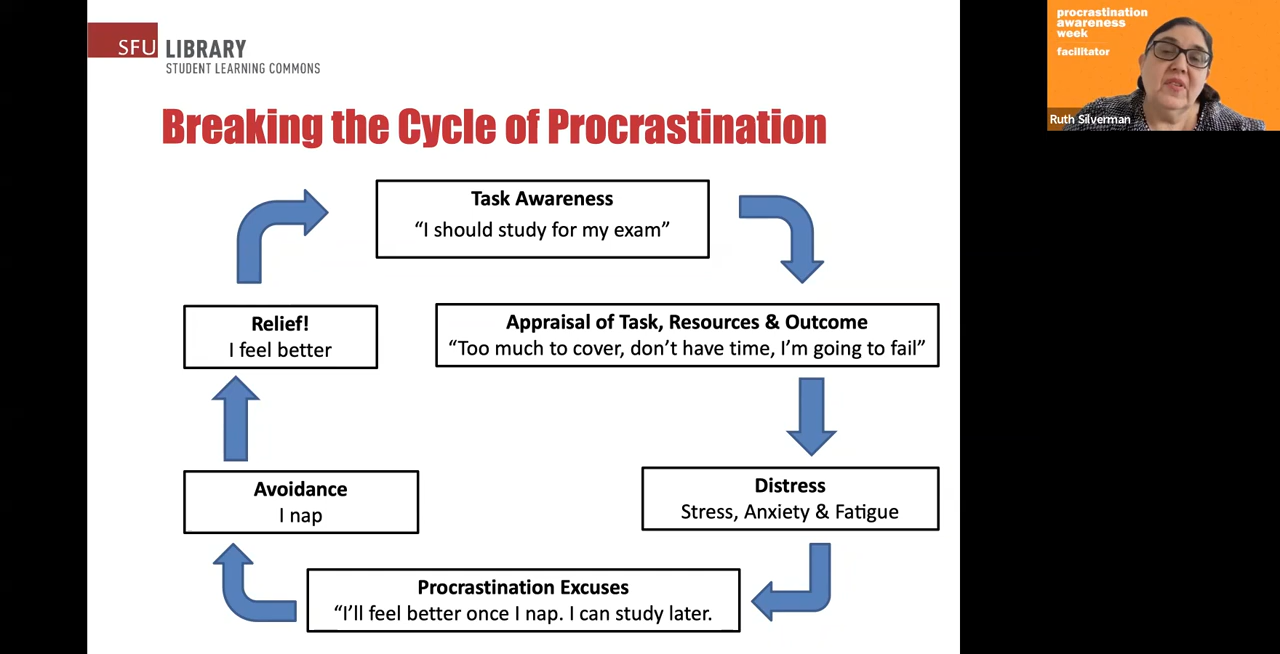 SFU LIBRARY
STUDENT LEARNING COMMONS
Breaking the Cycle of Procrastination
Task Awareness
“I should study for my exam”
Relief!
I feel better
Appraisal of Task, Resources & Outcome
“Too much to cover, don’t have time, I’m going to fail”
Avoidance
I nap
Distress
Stress, Anxiety & Fatigue
Procrastination Excuses
“I’ll feel better once I nap. I can study later.
procrastination
awareness
week
facilitator
Ruth Silverman